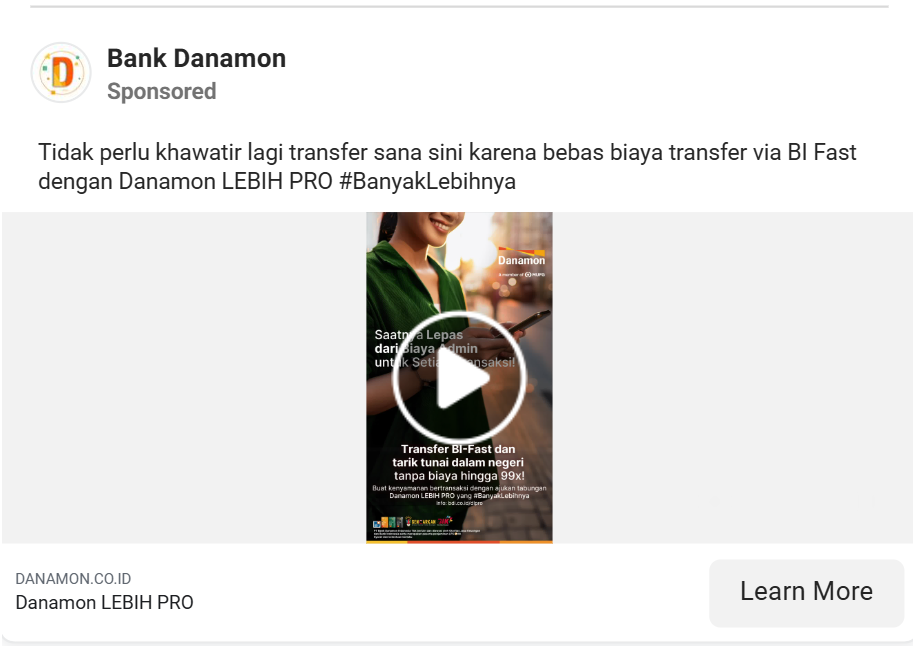 Bank Danamon
Sponsored
Tidak perlu khawatir lagi transfer sana sini karena bebas biaya transfer via BI Fast
dengan Danamon LEBIH PRO #BanyakLebihnya
D
Danamon
A member of MUFG
Saatnya Lepas
dari Biaya Admin
untuk Setiap Transaksi!
Transfer BI-Fast dan
tarik tunai dalam negeri
tanpa biaya hingga 99x!
Buat kenyamanan bertransaksi dengan ajukan tabungan
Danamon LEBIH PRO yang #BanyakLebihnya
Info: bdi.co.id/dlpro
DANAMON.CO.ID
Danamon LEBIH PRO
Learn More